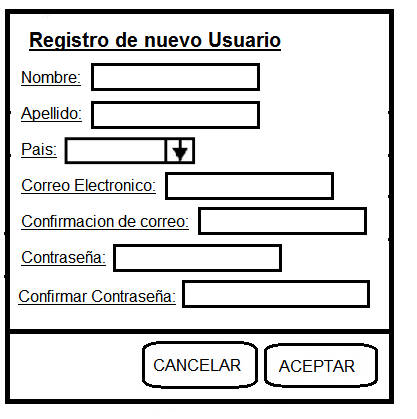 Registro de nuevo Usuario
Nombre:
Apellido:
Pais:
Correo Electronico:
Confirmacion de correo:
Contraseña:
Confirmar Contraseña:
CANCELAR ACEPTAR